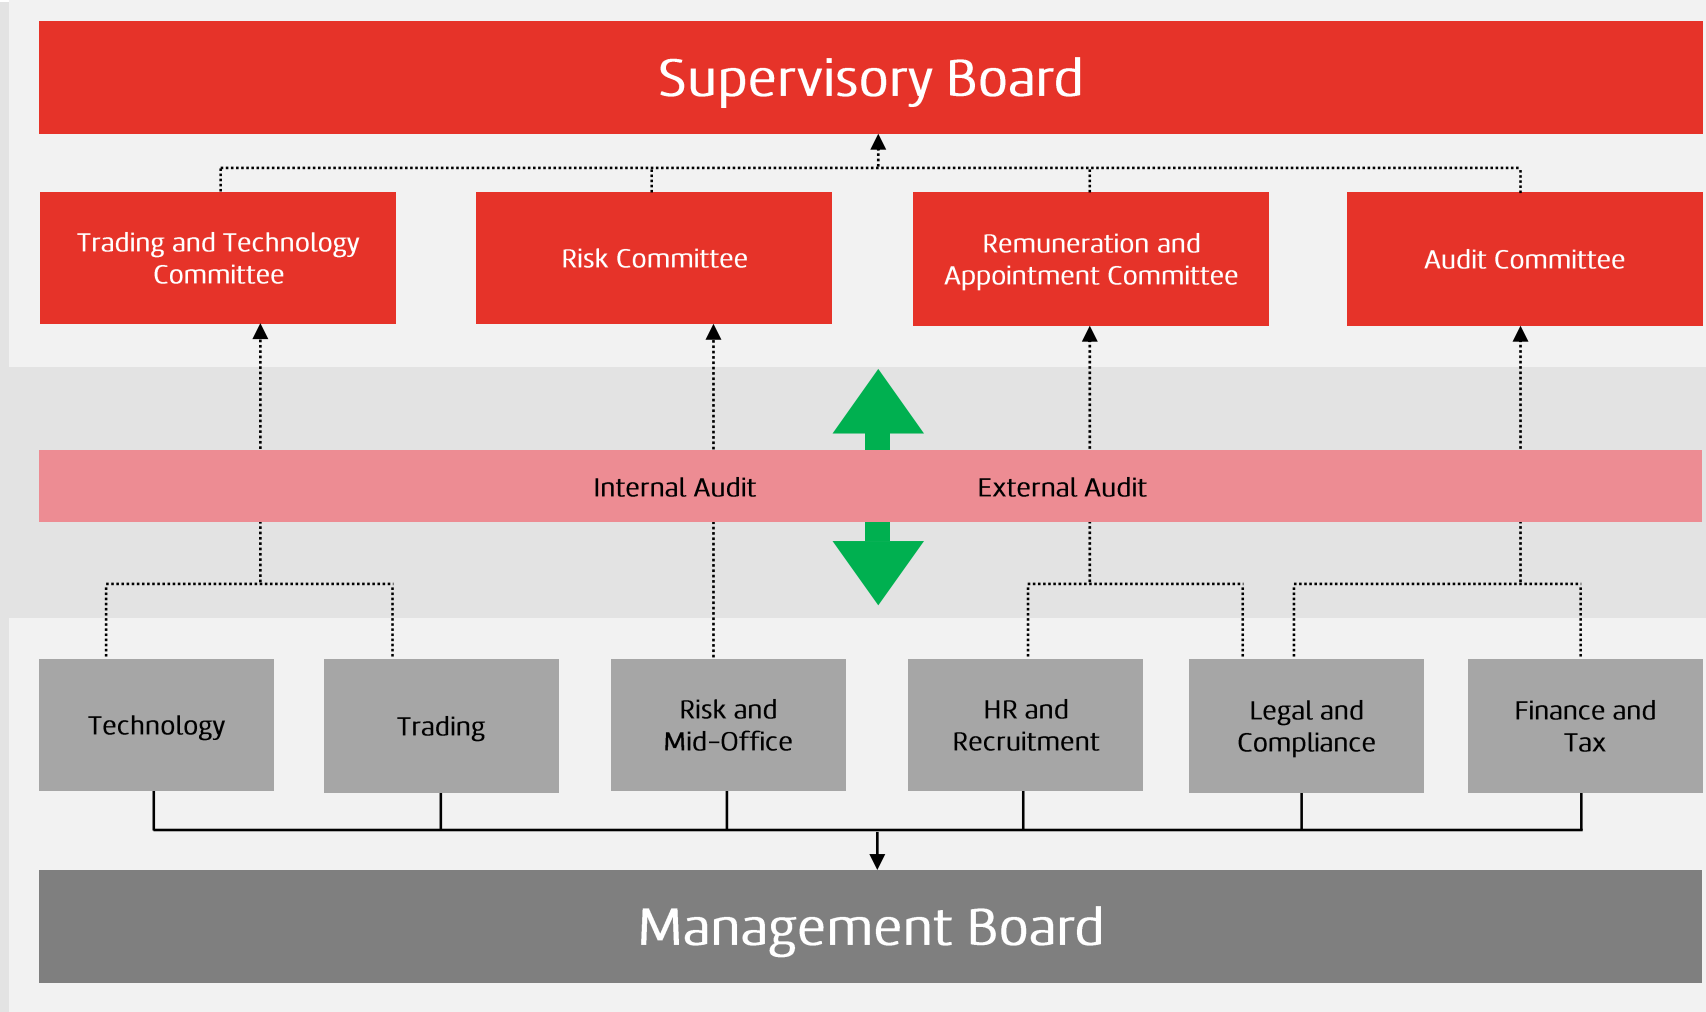 Supervisory Board
Trading and Technology
Committee
Risk Committee
Remuneration and
Appointment Committee
Audit Committee
Internal Audit
External Audit
Technology
Trading
Risk and
Mid-Office
HR and
Recruitment
Legal and
Compliance
Finance and
Tax
Management Board